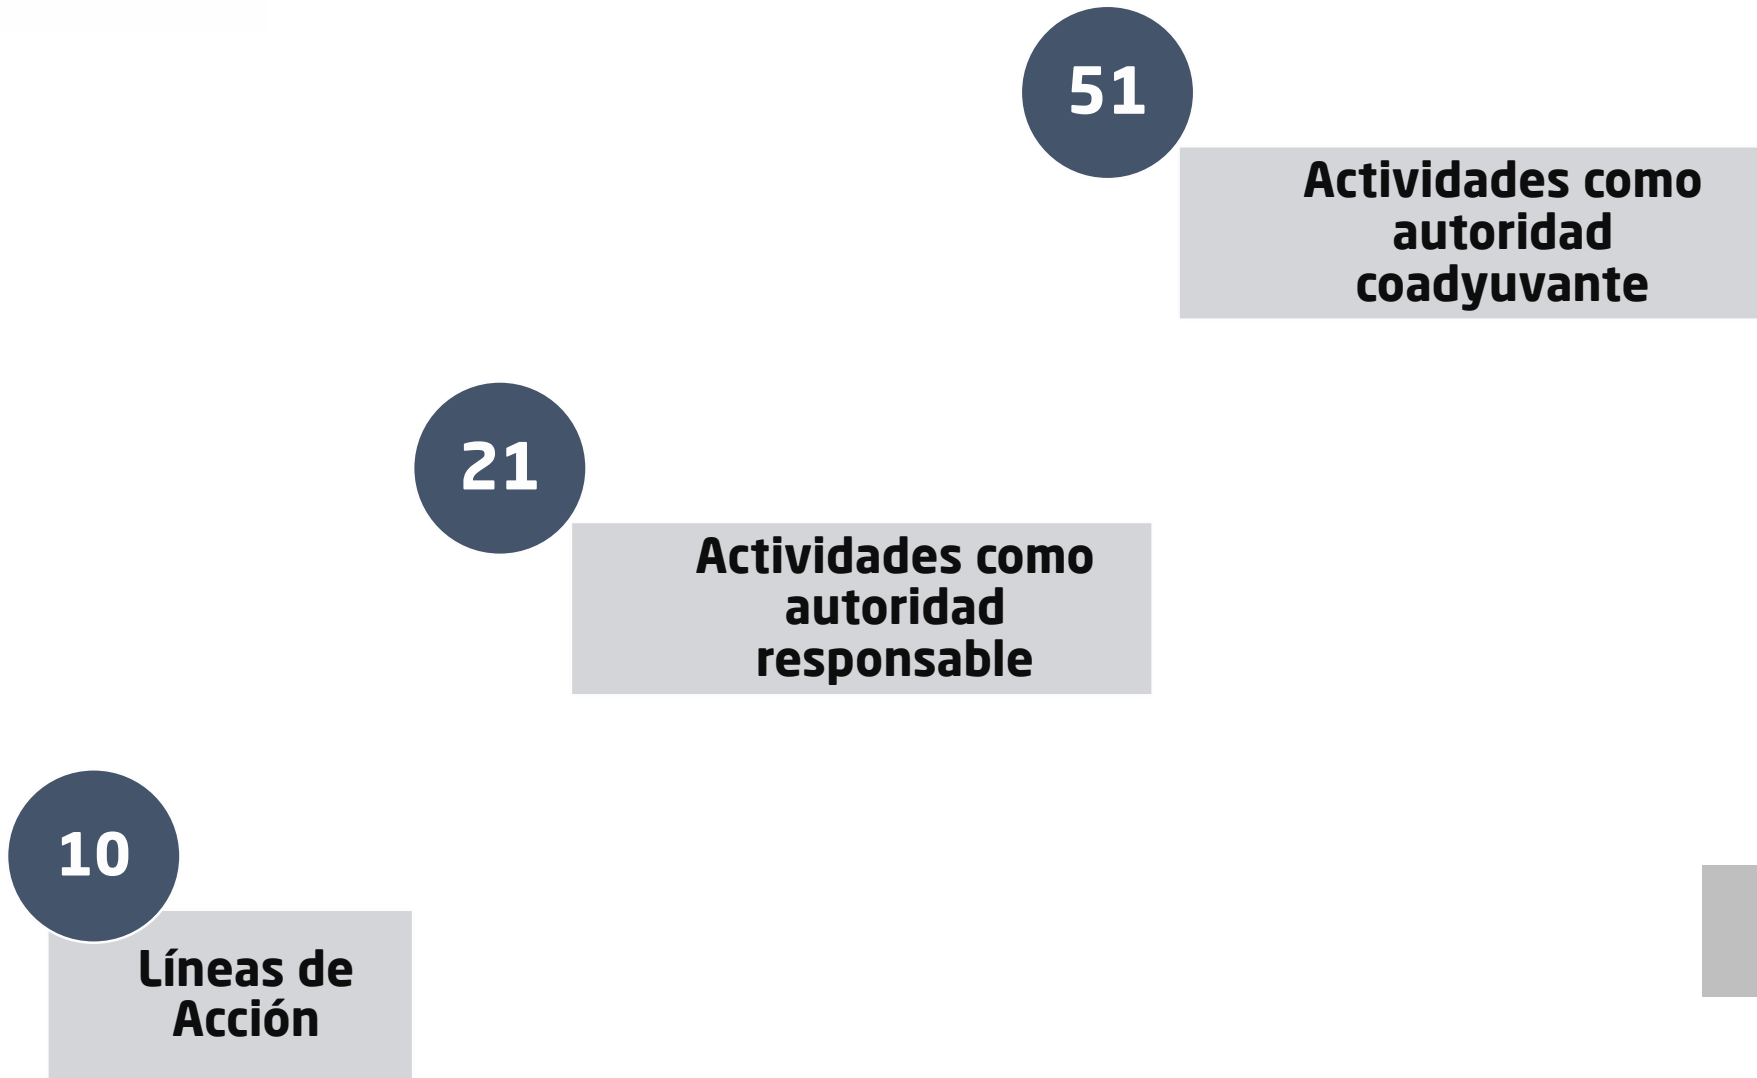 51
Actividades como
autoridad
coadyuvante
21
Actividades como
autoridad
responsable
10
Líneas de
Acción